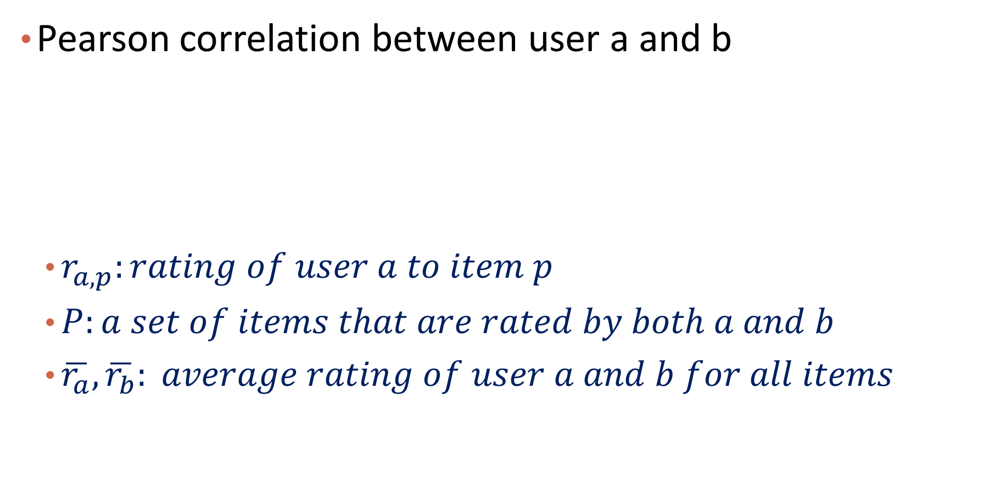 • Pearson correlation between user a and b
• r_{a,p}: rating of user a to item p
• P: a set of items that are rated by both a and b
• \overline{r_a}, \overline{r_b}: average rating of user a and b for all items